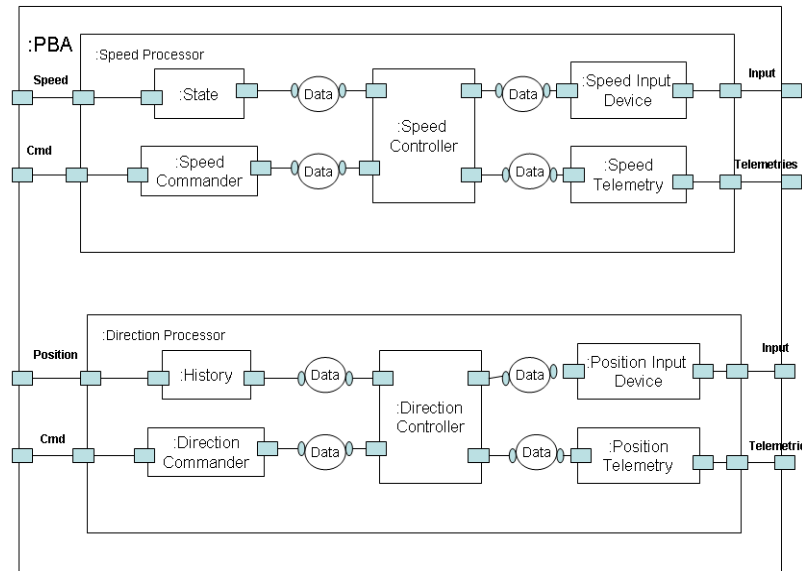 :PBA
:Speed Processor
Speed
:State
Data
Data
:Speed Input
Device
Input
:Speed
Controller
Cmd
:Speed
Commander
Data
Data
:Speed
Telemetry
Telemetries
:Direction Processor
Position
:History
Data
Data
:Position Input
Device
Input
:Direction
Controller
Cmd
:Direction
Commander
Data
Data
:Position
Telemetry
Telemetri